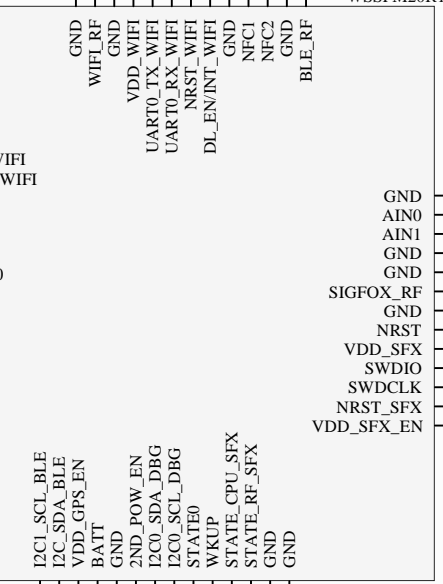 GND
WIFI_RF
GND
VDD_WIFI
UART0_TX_WIFI
UART0_RX_WIFI
NRST_WIFI
DL_EN/INT_WIFI
GND
NFC1
NFC2
GND
BLE_RF
WIFI
GND
AIN0
AIN1
GND
GND
SIGFOX_RF
GND
NRST
VDD_SFX
SWDIO
SWDCLK
NRST_SFX
VDD_SFX_EN
I2C1_SCL_BLE
I2C_SDA_BLE
VDD_GPS_EN
BATT
GND
2ND_POW_EN
I2C0_SDA_DBG
I2C0_SCL_DBG
STATE0
WKUP
STATE_CPU_SFX
STATE_RF_SFX
GND
GND